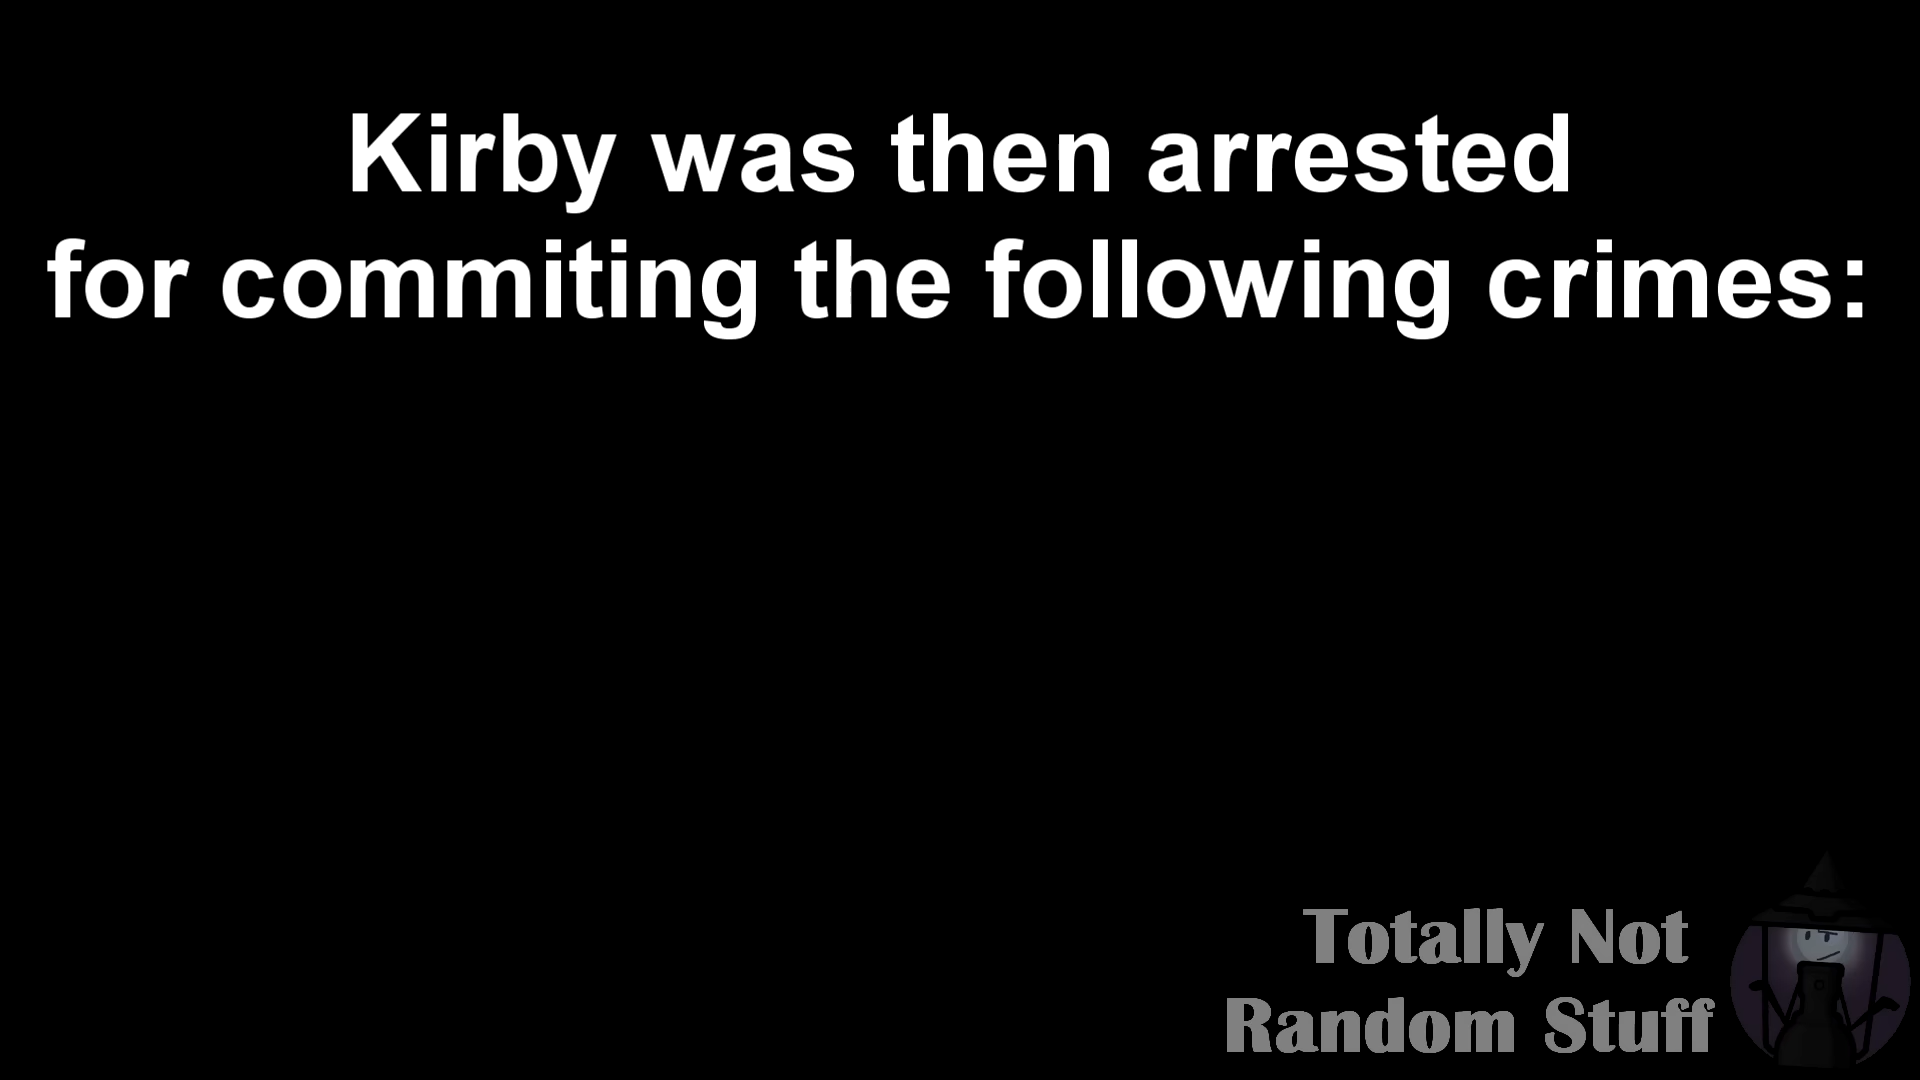 Kirby was then arrested
for commiting the following crimes:
Totally Not
Random Stuff